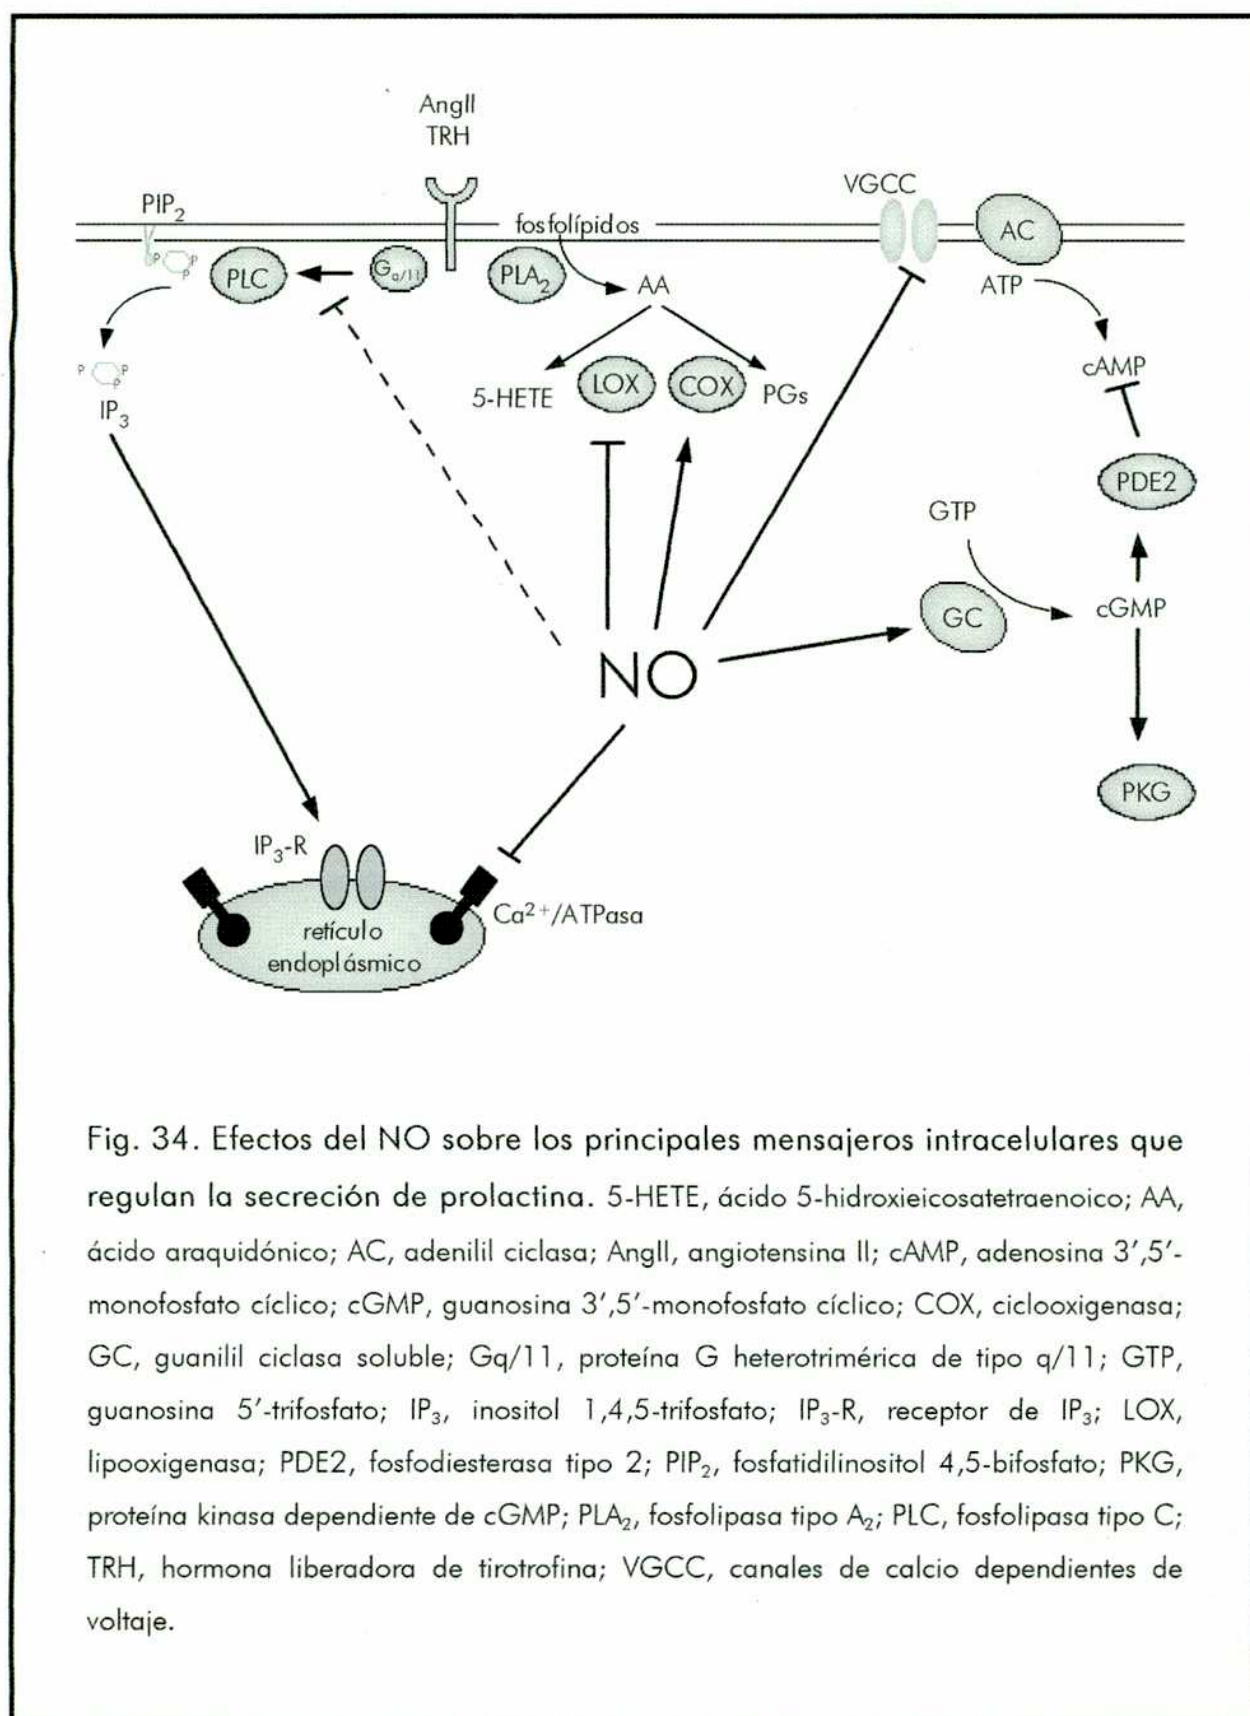 AngII
TRH
VGCC
PIP2
fosfolípidos
AC
PLC
Gq/11
PLA2
AA
ATP
P
P
P
cAMP
P
P
P
5-HETE
LOX
COX
PGs
IP3
PDE2
GTP
GC
cGMP
NO
PKG
IP3-R
Ca2+/ATPasa
retículo
endoplásmico
Fig. 34. Efectos del NO sobre los principales mensajeros intracelulares que
regulan la secreción de prolactina. 5-HETE, ácido 5-hidroxieicosatetraenoico; AA,
ácido araquidónico; AC, adenilil ciclasa; AngII, angiotensina II; cAMP, adenosina 3’,5’-
monofosfato cíclico; cGMP, guanosina 3’,5’-monofosfato cíclico; COX, ciclooxigenasa;
GC, guanilil ciclasa soluble; Gq/11, proteína G heterotrimérica de tipo q/11; GTP,
guanosina 5’-trifosfato; IP3, inositol 1,4,5-trifosfato; IP3-R, receptor de IP3; LOX,
lipooxigenasa; PDE2, fosfodiesterasa tipo 2; PIP2, fosfatidilinositol 4,5-bifosfato; PKG,
proteína kinasa dependiente de cGMP; PLA2, fosfolipasa tipo A2; PLC, fosfolipasa tipo C;
TRH, hormona liberadora de tirotrofina; VGCC, canales de calcio dependientes de
voltaje.